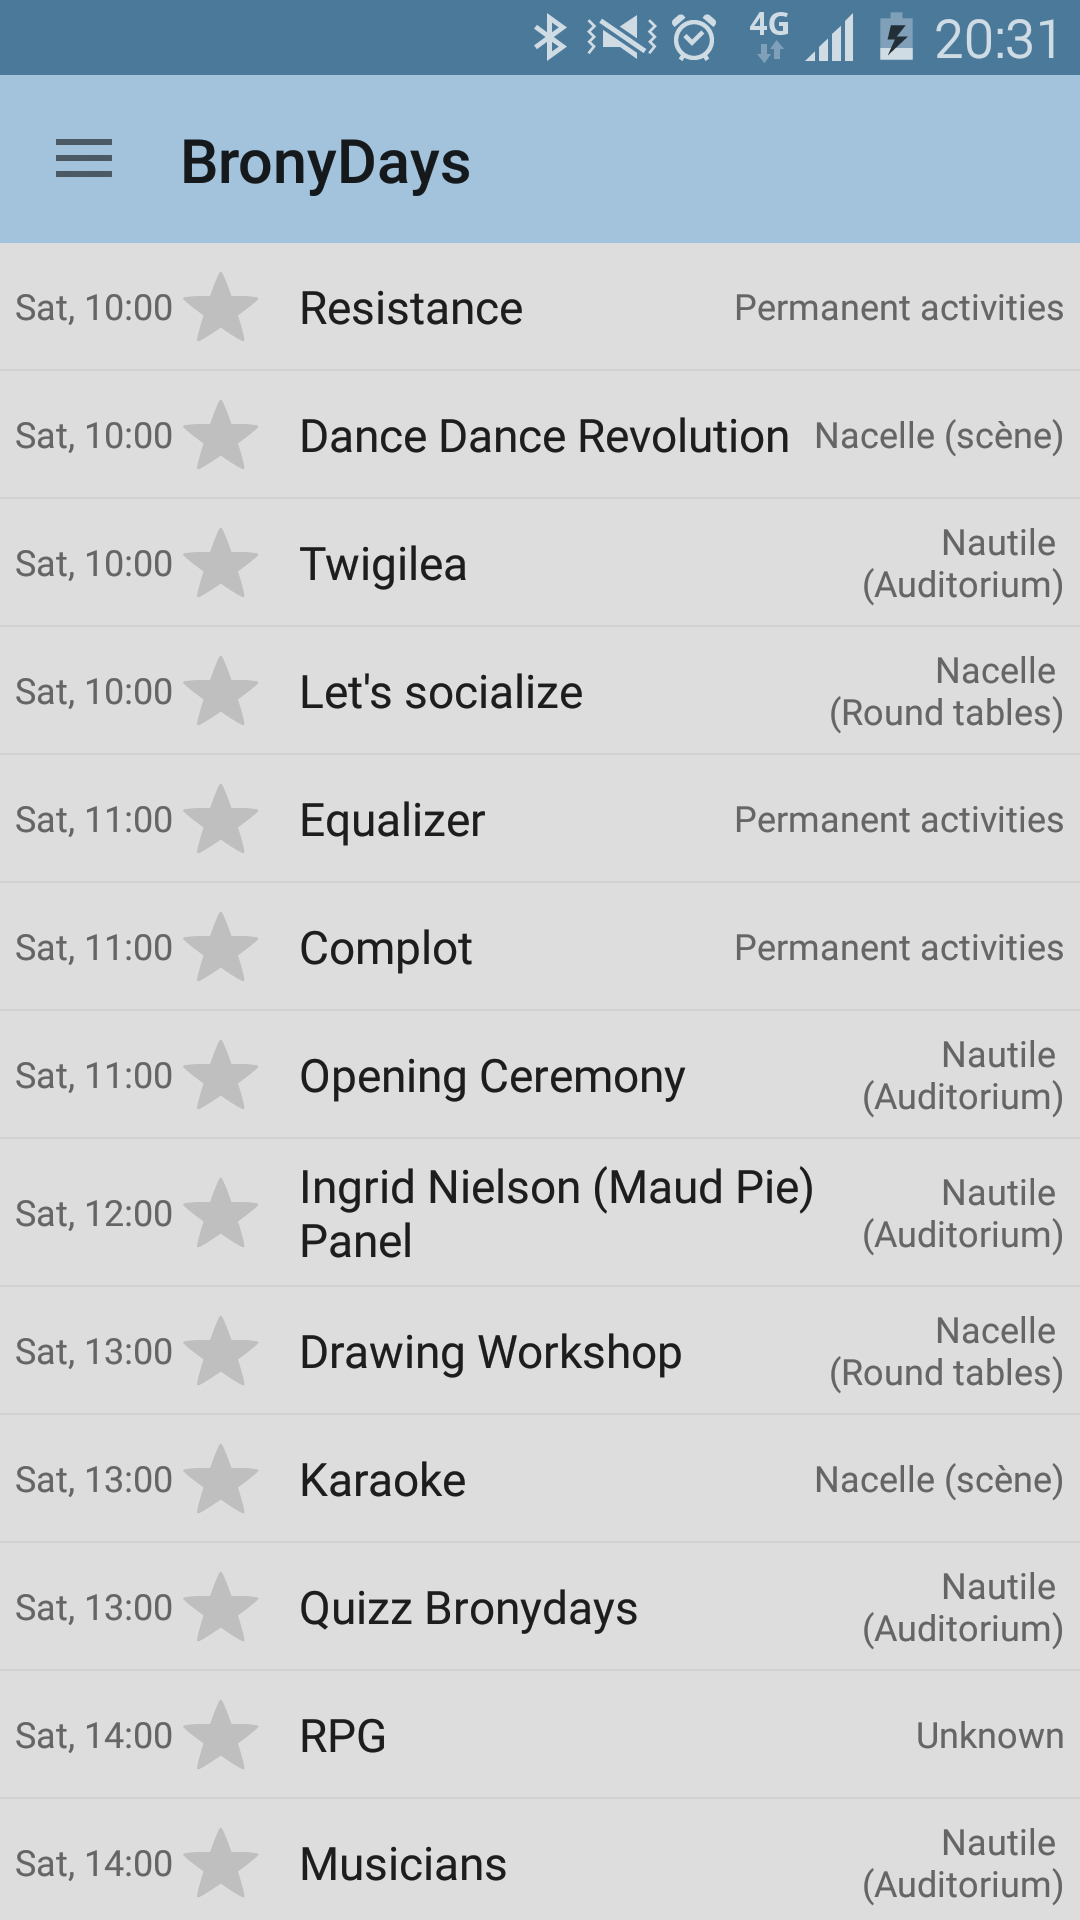 4G 20:31
BronyDays
Sat, 10:00 Resistance Permanent activities
Sat, 10:00 Dance Dance Revolution Nacelle (scène)
Sat, 10:00 Twigilea Nautile
(Auditorium)
Sat, 10:00 Let's socialize Nacelle
(Round tables)
Sat, 11:00 Equalizer Permanent activities
Sat, 11:00 Complot Permanent activities
Sat, 11:00 Opening Ceremony Nautile
(Auditorium)
Sat, 12:00 Ingrid Nielson (Maud Pie) Nautile
Panel (Auditorium)
Sat, 13:00 Drawing Workshop Nacelle
(Round tables)
Sat, 13:00 Karaoke Nacelle (scène)
Sat, 13:00 Quizz Bronydays Nautile
(Auditorium)
Sat, 14:00 RPG Unknown
Sat, 14:00 Musicians Nautile
(Auditorium)